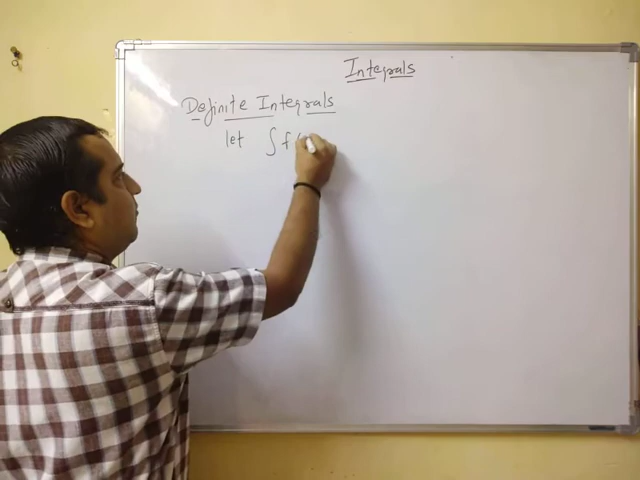 Integrals
Definite Integrals
let ∫f(